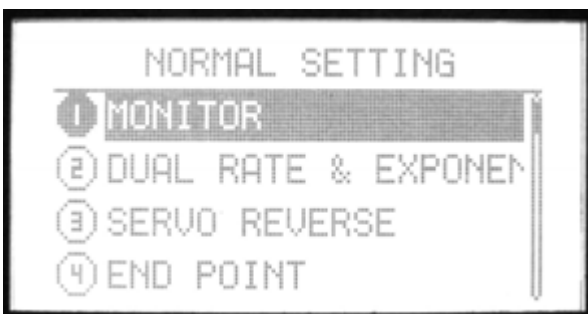 NORMAL SETTING
1 MONITOR
2 DUAL RATE & EXPONEN
3 SERVO REVERSE
4 END POINT